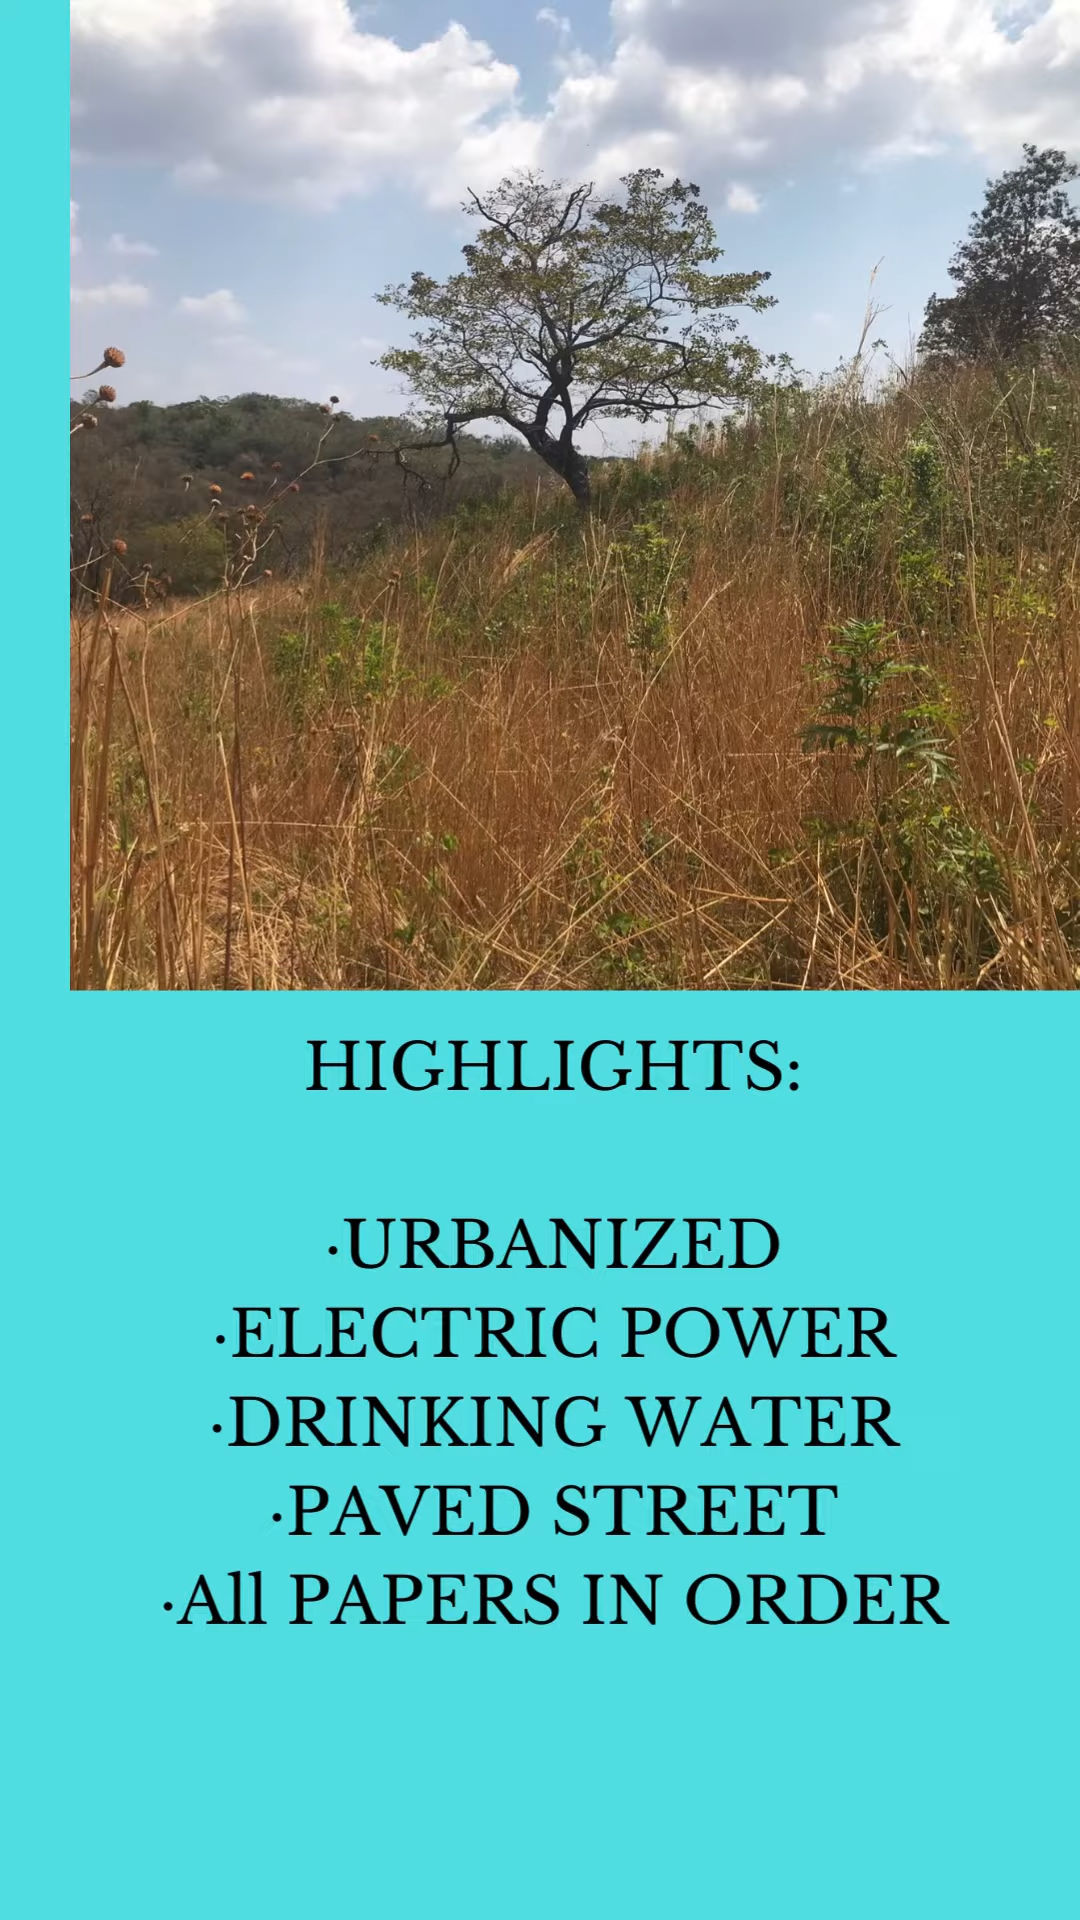 HIGHLIGHTS:
·URBANIZED
·ELECTRIC POWER
·DRINKING WATER
·PAVED STREET
·All PAPERS IN ORDER